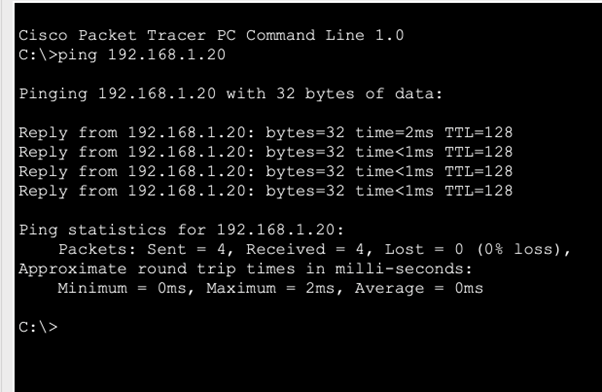 Cisco Packet Tracer PC Command Line 1.0
C:\>ping 192.168.1.20
Pinging 192.168.1.20 with 32 bytes of data:
Reply from 192.168.1.20: bytes=32 time=2ms TTL=128
Reply from 192.168.1.20: bytes=32 time<1ms TTL=128
Reply from 192.168.1.20: bytes=32 time<1ms TTL=128
Reply from 192.168.1.20: bytes=32 time<1ms TTL=128
Ping statistics for 192.168.1.20:
    Packets: Sent = 4, Received = 4, Lost = 0 (0% loss),
Approximate round trip times in milli-seconds:
    Minimum = 0ms, Maximum = 2ms, Average = 0ms
C:\>